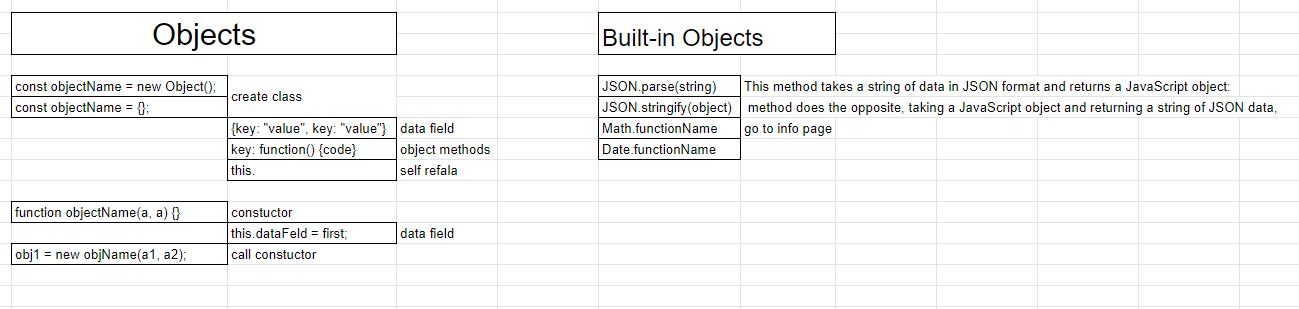 Objects
const objectName = new Object();
const objectName = {};
create class
{key: "value", key: "value"} data field
key: function() {code} object methods
this. self refala
function objectName(a, a) {} constuctor
this.dataFeld = first; data field
obj1 = new objName(a1, a2); call constuctor
Built-in Objects
JSON.parse(string) This method takes a string of data in JSON format and returns a JavaScript object:
JSON.stringify(object) method does the opposite, taking a JavaScript object and returning a string of JSON data,
Math.functionName go to info page
Date.functionName